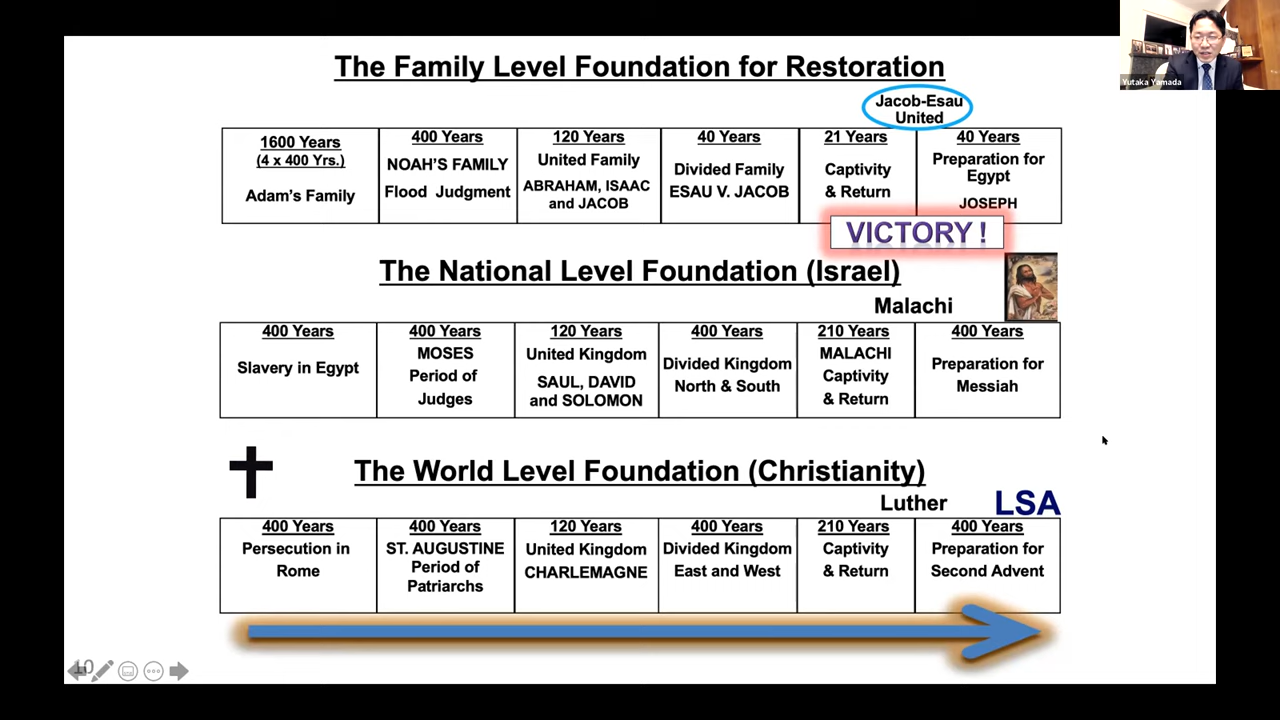 Yutaka Yamada
The Family Level Foundation for Restoration
Jacob-Esau
United
1600 Years
(4 x 400 Yrs.)
Adam's Family
400 Years
NOAH'S FAMILY
Flood Judgment
120 Years
United Family
ABRAHAM, ISAAC
and JACOB
40 Years
Divided Family
ESAU V. JACOB
21 Years
Captivity
& Return
40 Years
Preparation for
Egypt
JOSEPH
VICTORY !
The National Level Foundation (Israel)
Malachi
400 Years
Slavery in Egypt
400 Years
MOSES
Period of
Judges
120 Years
United Kingdom
SAUL, DAVID
and SOLOMON
400 Years
Divided Kingdom
North & South
210 Years
MALACHI
Captivity
& Return
400 Years
Preparation for
Messiah
The World Level Foundation (Christianity)
Luther
LSA
400 Years
Persecution in
Rome
400 Years
ST. AUGUSTINE
Period of
Patriarchs
120 Years
United Kingdom
CHARLEMAGNE
400 Years
Divided Kingdom
East and West
210 Years
Captivity
& Return
400 Years
Preparation for
Second Advent
10